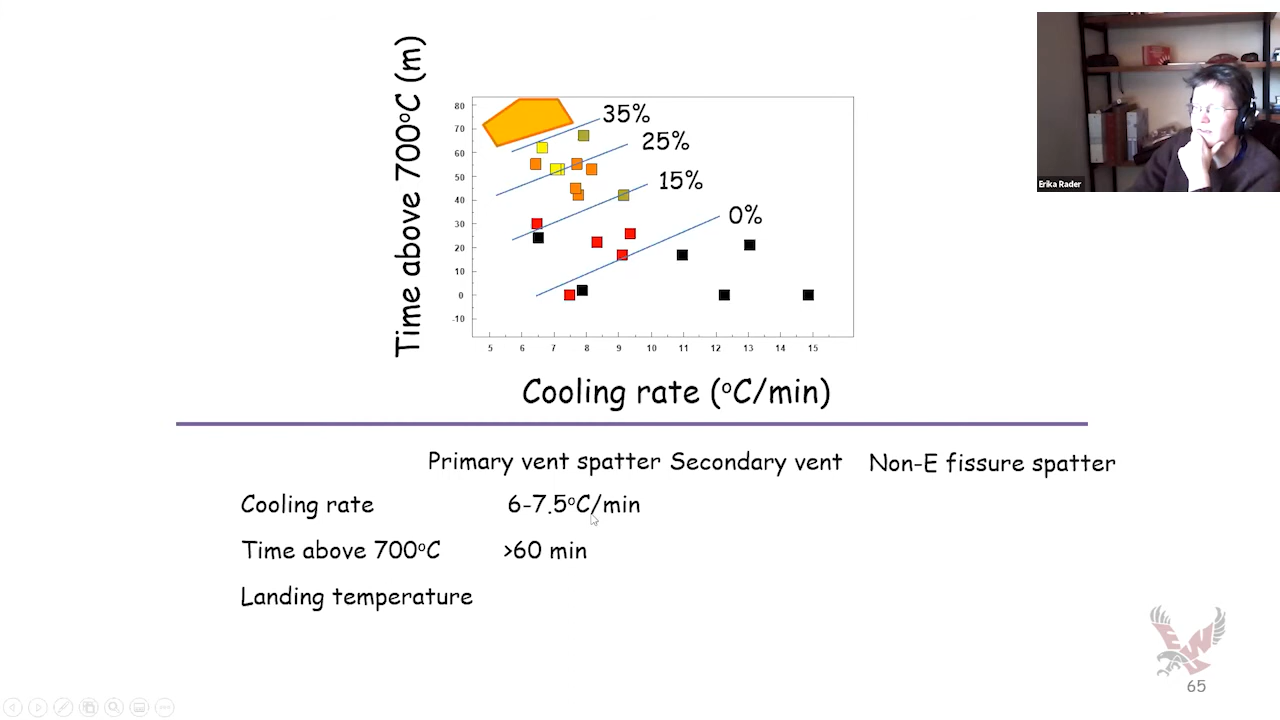 Time above 700°C (m)
80
70
60
50
40
30
20
10
0
-10
35%
25%
15%
0%
5 6 7 8 9 10 11 12 13 14 15
Cooling rate (°C/min)
Erika Rader
Primary vent spatter Secondary vent Non-E fissure spatter
Cooling rate 6-7.5°C/min
Time above 700°C >60 min
Landing temperature
EWU
65